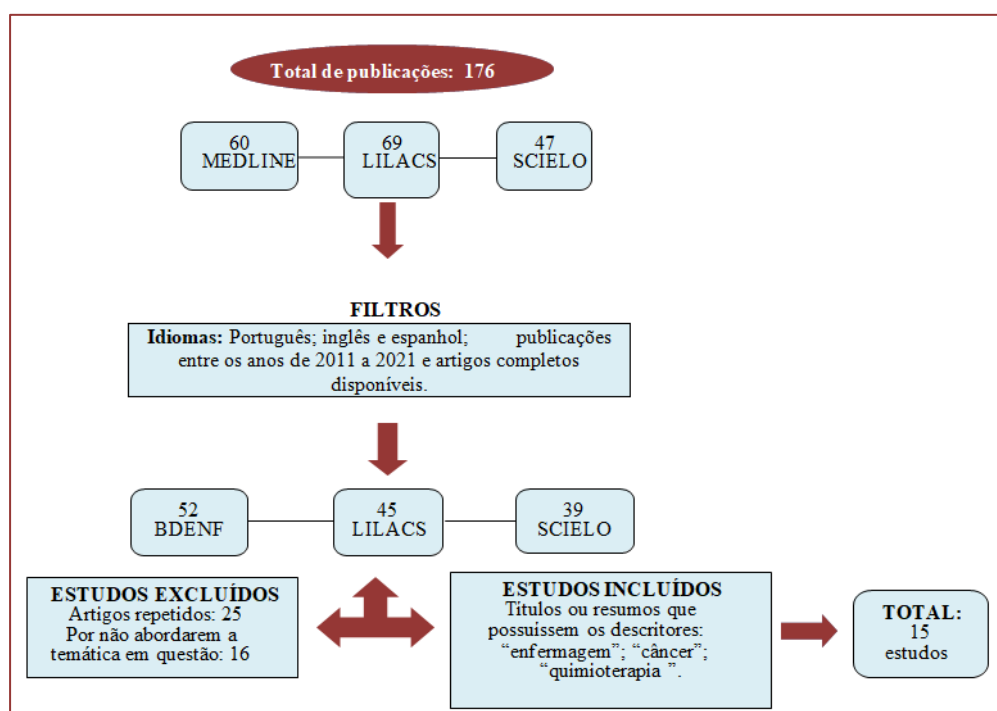 Total de publicações: 176
60
MEDLINE
69
LILACS
47
SCIELO
FILTROS
Idiomas: Português; inglês e espanhol; publicações
entre os anos de 2011 a 2021 e artigos completos
disponíveis.
52
BDENF
45
LILACS
39
SCIELO
ESTUDOS EXCLUÍDOS
Artigos repetidos: 25
Por não abordarem a
temática em questão: 16
ESTUDOS INCLUÍDOS
Títulos ou resumos que
possuíssem os descritores:
“enfermagem”; “câncer”;
“quimioterapia ”.
TOTAL:
15
estudos